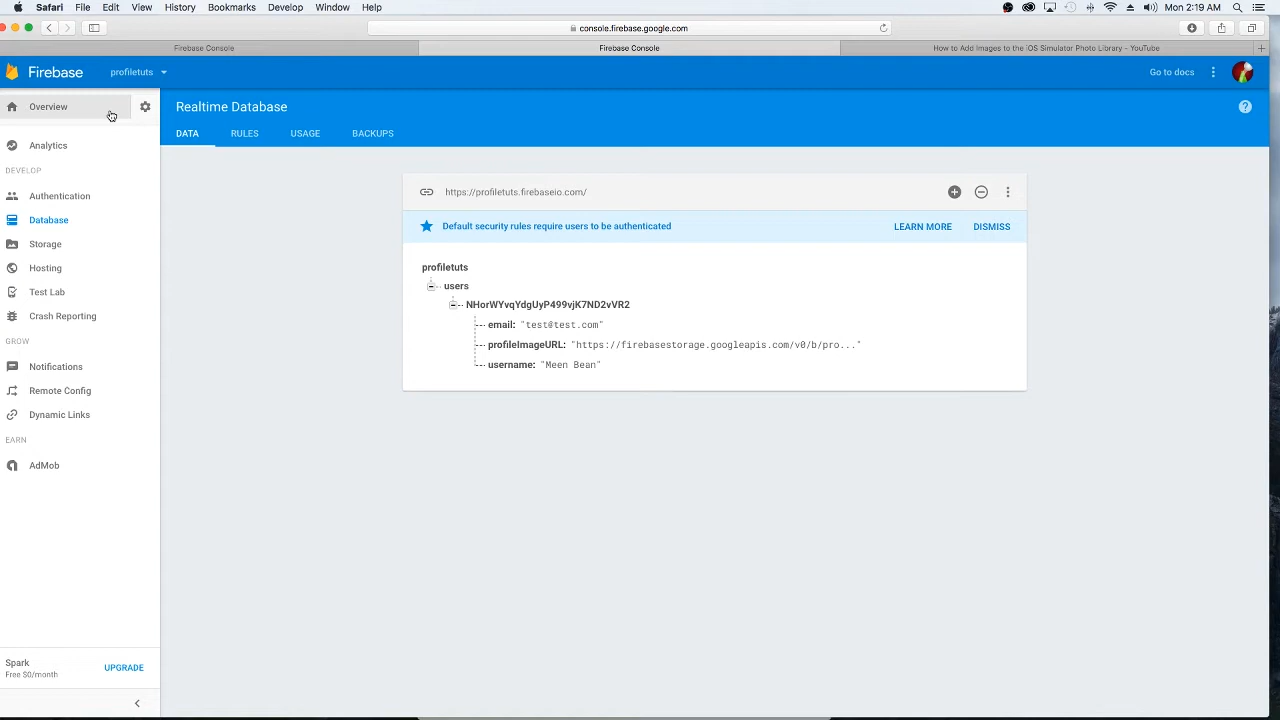 Safari File Edit View History Bookmarks Develop Window Help Mon 2:19 AM
console.firebase.google.com
Firebase Console Firebase Console How to Add Images to the iOS Simulator Photo Library - YouTube
Firebase profiletuts Go to docs
Overview
Realtime Database
DATA RULES USAGE BACKUPS
Analytics
DEVELOP
Authentication
Database
Storage
Hosting
Test Lab
Crash Reporting
GROW
Notifications
Remote Config
Dynamic Links
EARN
AdMob
Spark
Free $0/month
UPGRADE
https://profiletuts.firebaseio.com/
Default security rules require users to be authenticated LEARN MORE DISMISS
profiletuts
users
NHorWYvqYdgUyP499vjK7ND2vVR2
email: "test@test.com"
profileImageURL: "https://firebasestorage.googleapis.com/v0/b/pro..."
username: "Meen Bean"